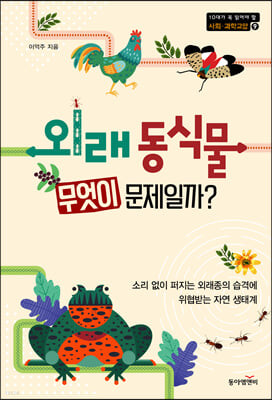 10대가 꼭 읽어야 할
사회·과학교양 9
이억주 지음
외래 동식물
무엇이 문제일까?
소리 없이 퍼지는 외래종의 습격에
위협받는 자연 생태계
동아엠앤비